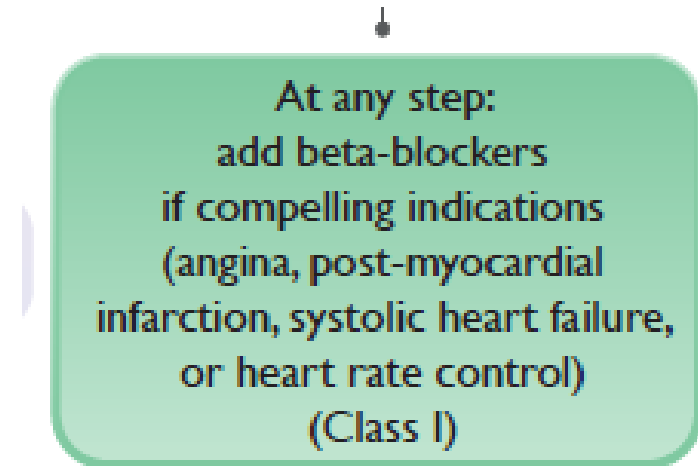 At any step:
add beta-blockers
if compelling indications
(angina, post-myocardial
infarction, systolic heart failure,
or heart rate control)
(Class I)